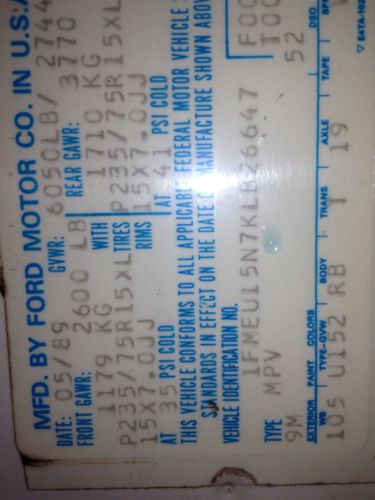 MFD. BY FORD MOTOR CO. IN U.S.A.
DATE: 05/89 GVWR: 6050LB/ 2744
FRONT GAWR: 2600 LB REAR GAWR: 3770
1179 KG WITH 1710 KG
P235/75R15XL TIRES P235/75R15XL
15X7.0JJ RIMS 15X7.0JJ
AT 35 PSI COLD AT 41 PSI COLD
THIS VEHICLE CONFORMS TO ALL APPLICABLE FEDERAL MOTOR VEHICLE
STANDARDS IN EFFECT ON THE DATE OF MANUFACTURE SHOWN ABOVE
VEHICLE IDENTIFICATION NO.
1FMEU15N7KLB26647
TYPE MPV
9M 52
EXTERIOR PAINT COLORS DSO
WB TYPE-GVW BODY TRANS AXLE TAPE
105 U152 RB T 19